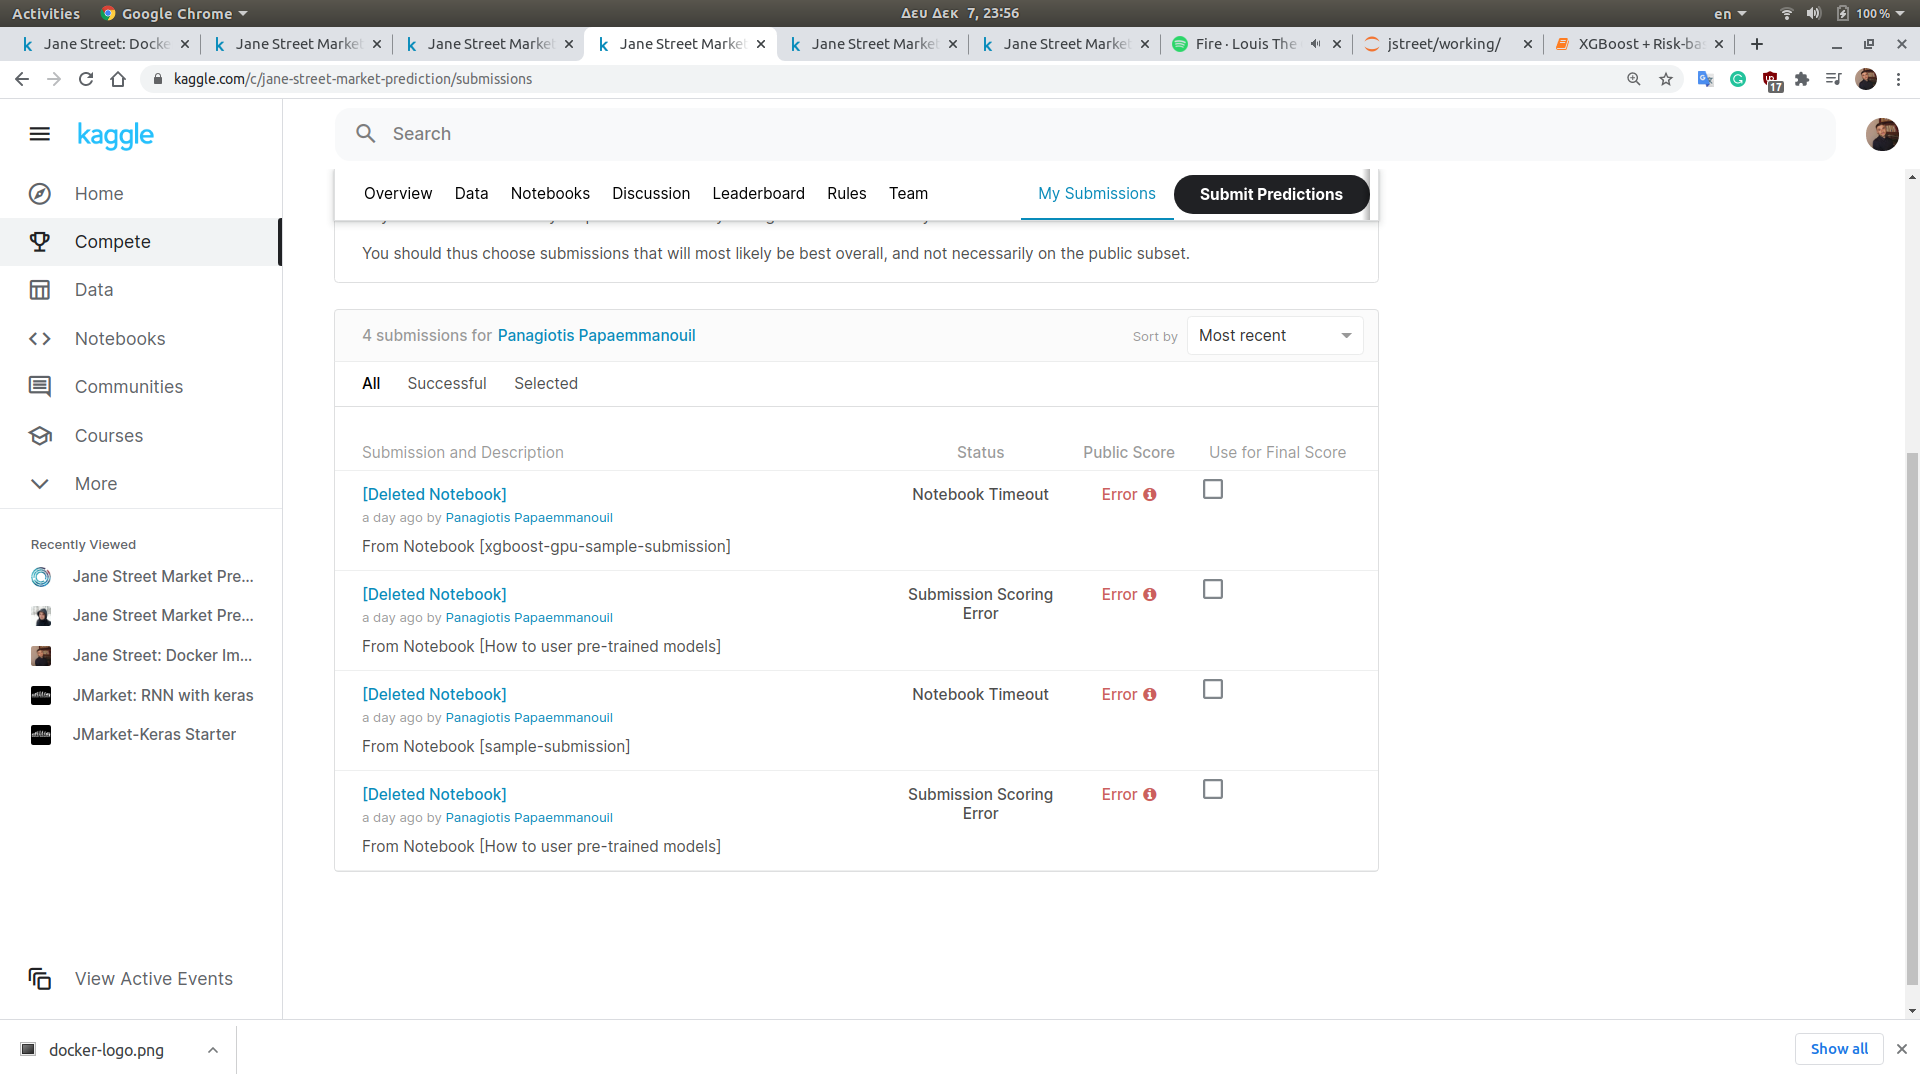 Activities Google Chrome Δευ Δεκ 7, 23:56 en 100 %
Jane Street: Docke Jane Street Market Jane Street Market Jane Street Market Jane Street Market Jane Street Market Fire · Louis The jstreet/working/ XGBoost + Risk-ba
kaggle.com/c/jane-street-market-prediction/submissions 17
kaggle
Search
Home
Compete
Data
Notebooks
Communities
Courses
More
Recently Viewed
Jane Street Market Pre...
Jane Street Market Pre...
Jane Street: Docker Im...
JMarket: RNN with keras
JMarket-Keras Starter
View Active Events
Overview Data Notebooks Discussion Leaderboard Rules Team My Submissions Submit Predictions
You should thus choose submissions that will most likely be best overall, and not necessarily on the public subset.
4 submissions for Panagiotis Papaemmanouil Sort by Most recent
All Successful Selected
Submission and Description Status Public Score Use for Final Score
[Deleted Notebook] Notebook Timeout Error
a day ago by Panagiotis Papaemmanouil
From Notebook [xgboost-gpu-sample-submission]
[Deleted Notebook] Submission Scoring Error Error
a day ago by Panagiotis Papaemmanouil
From Notebook [How to user pre-trained models]
[Deleted Notebook] Notebook Timeout Error
a day ago by Panagiotis Papaemmanouil
From Notebook [sample-submission]
[Deleted Notebook] Submission Scoring Error Error
a day ago by Panagiotis Papaemmanouil
From Notebook [How to user pre-trained models]
docker-logo.png Show all